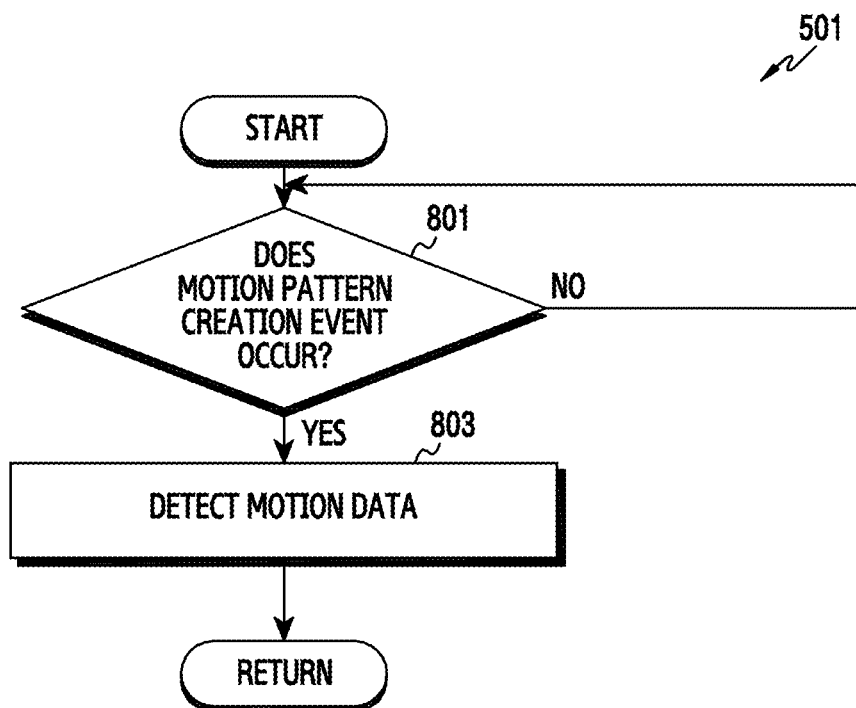 501
START
801
DOES
MOTION PATTERN
CREATION EVENT
OCCUR?
NO
YES
803
DETECT MOTION DATA
RETURN